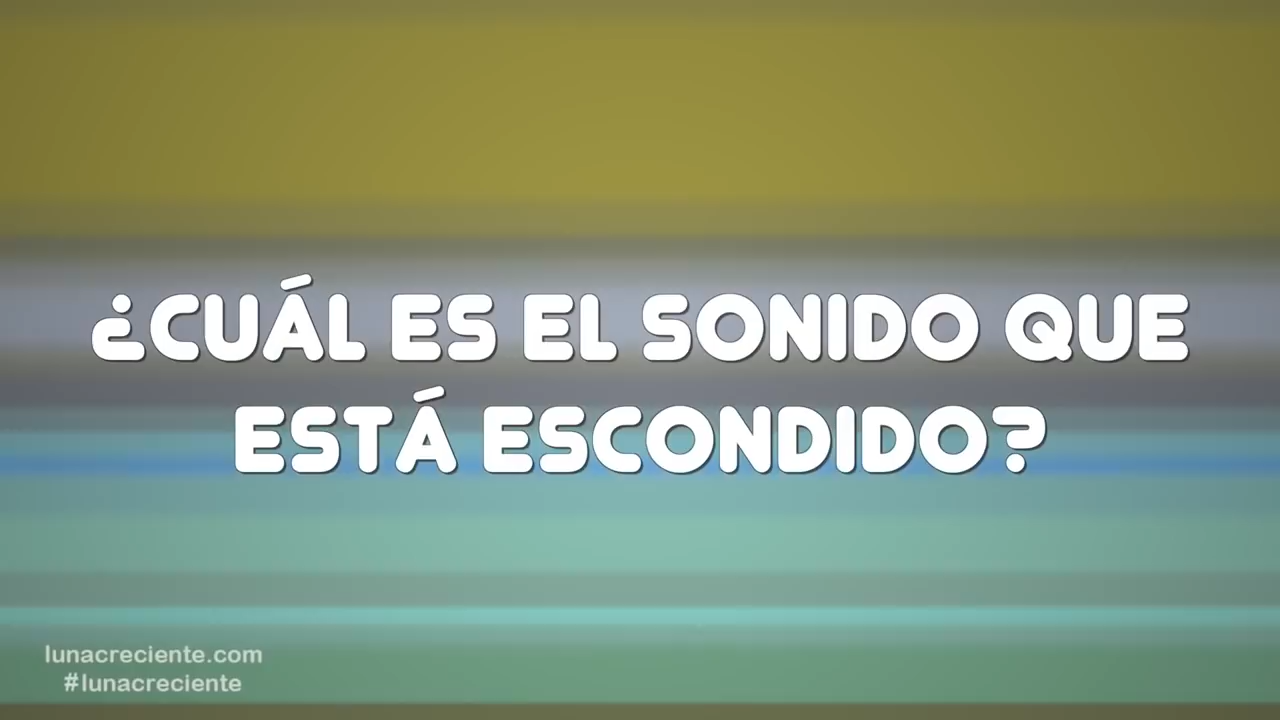 ¿CUÁL ES EL SONIDO QUE
ESTÁ ESCONDIDO?
lunacreciente.com
#lunacreciente